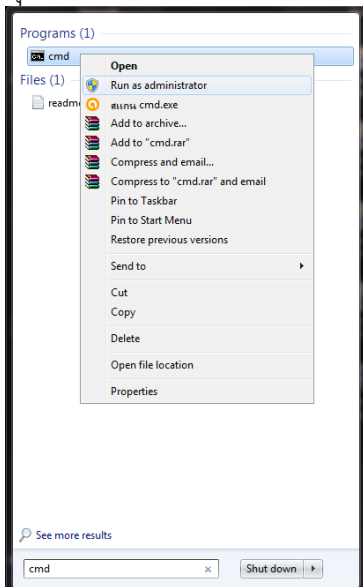 Programs (1)
cmd
Files (1)
readm
Open
Run as administrator
สแกน cmd.exe
Add to archive...
Add to "cmd.rar"
Compress and email...
Compress to "cmd.rar" and email
Pin to Taskbar
Pin to Start Menu
Restore previous versions
Send to
Cut
Copy
Delete
Open file location
Properties
See more results
cmd
Shut down